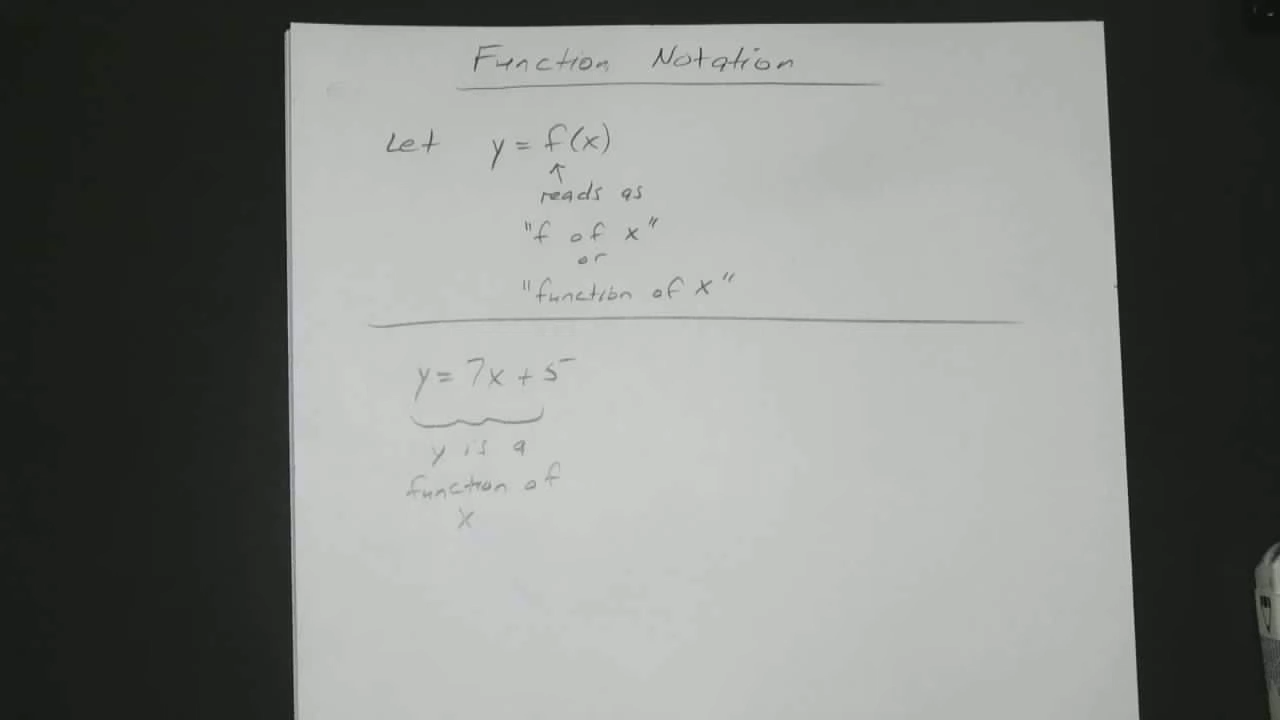 Function Notation
Let y = f(x)
↑
reads as
"f of x"
or
"function of x"
y = 7x + 5
y is a
function of
x